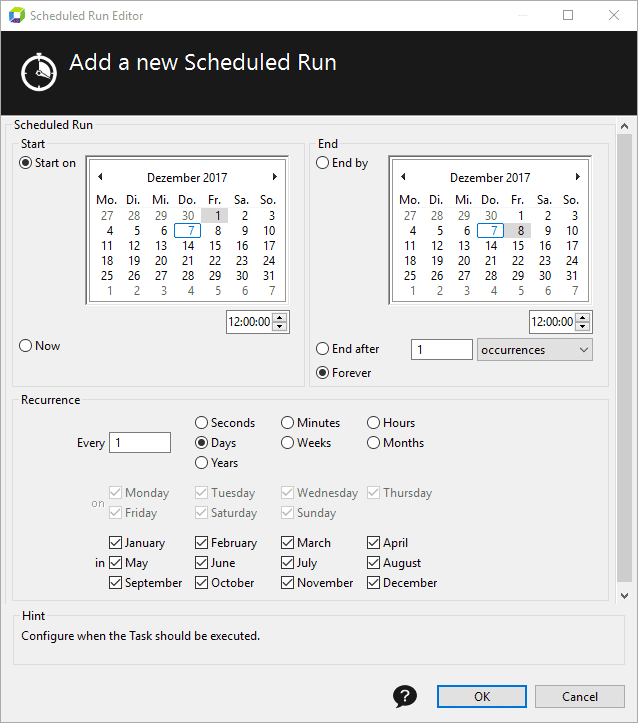 Scheduled Run Editor
Add a new Scheduled Run
Scheduled Run
Start
Start on
Dezember 2017
Mo. Di. Mi. Do. Fr. Sa. So.
27 28 29 30 1 2 3
4 5 6 7 8 9 10
11 12 13 14 15 16 17
18 19 20 21 22 23 24
25 26 27 28 29 30 31
1 2 3 4 5 6 7
12:00:00
Now
End
End by
Dezember 2017
Mo. Di. Mi. Do. Fr. Sa. So.
27 28 29 30 1 2 3
4 5 6 7 8 9 10
11 12 13 14 15 16 17
18 19 20 21 22 23 24
25 26 27 28 29 30 31
1 2 3 4 5 6 7
12:00:00
End after 1 occurrences
Forever
Recurrence
Seconds Minutes Hours
Every 1 Days Weeks Months
Years
Monday Tuesday Wednesday Thursday
on
Friday Saturday Sunday
January February March April
in May June July August
September October November December
Hint
Configure when the Task should be executed.
? OK Cancel